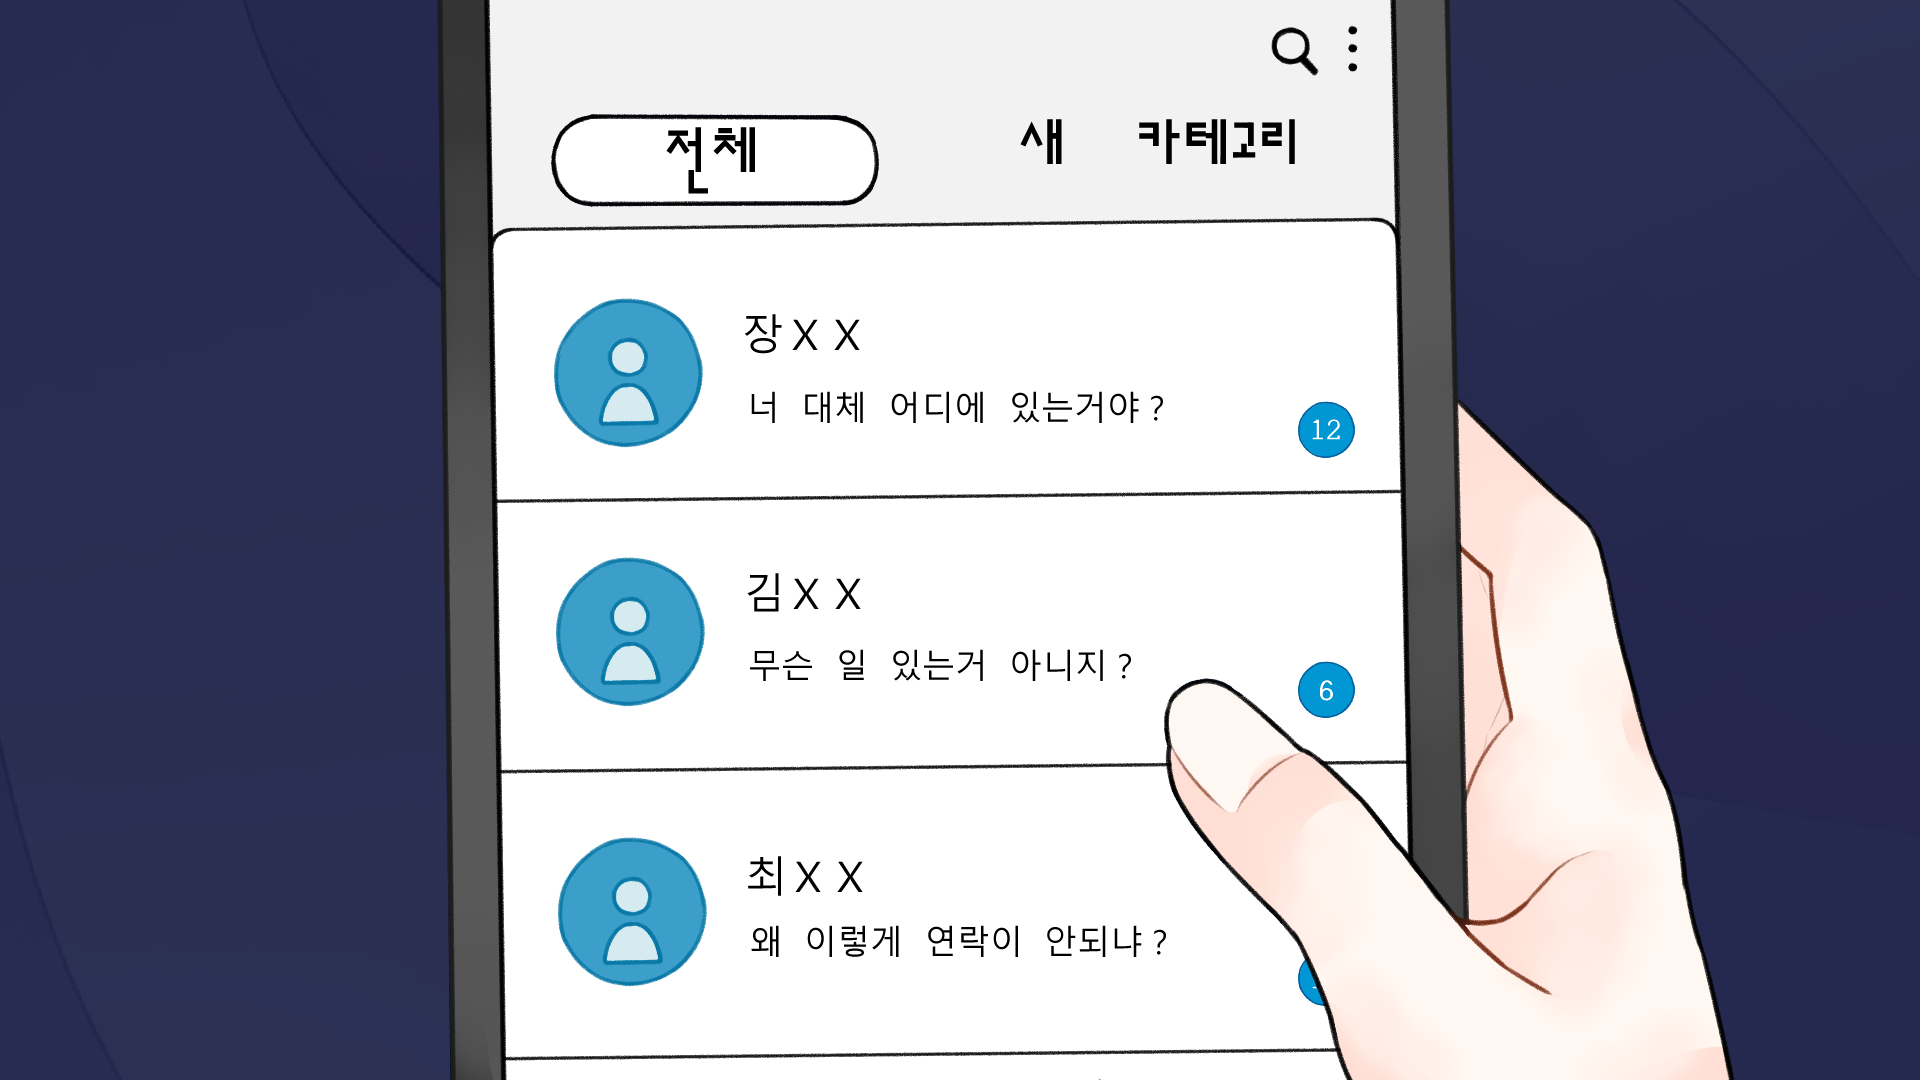 전체 새 카테고리
장X X
너 대체 어디에 있는거야?
12
김X X
무슨 일 있는거 아니지?
6
최X X
왜 이렇게 연락이 안되냐?